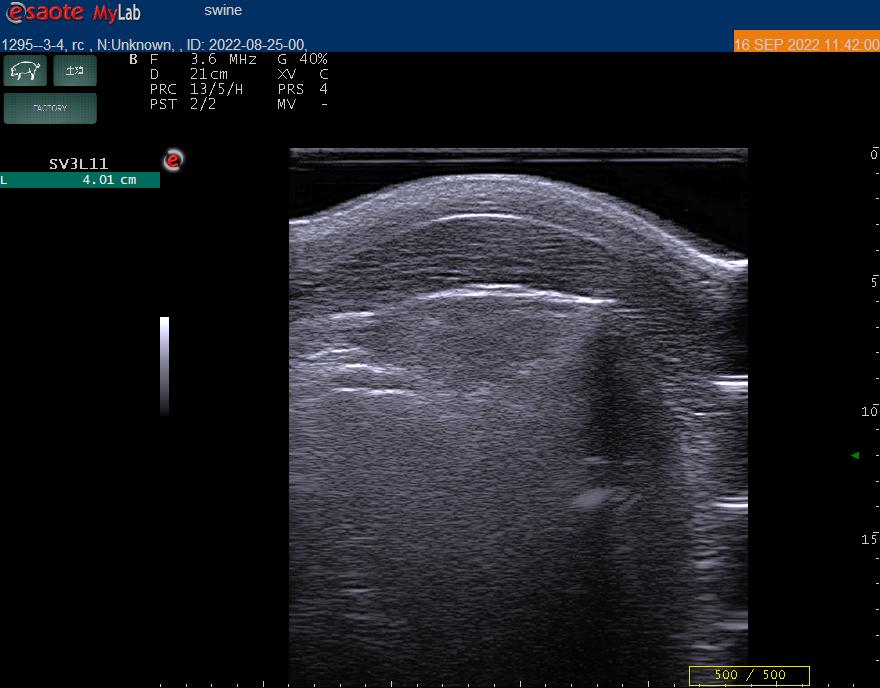 esaote MyLab
swine
1295--3-4, rc , N:Unknown, , ID: 2022-08-25-00,
16 SEP 2022 11:42:00
B F 3.6 MHz G 40%
D 21cm XV C
PRC 13/5/H PRS 4
PST 2/2 MV -
FACTORY
SV3L11
L 4.01 cm
0
5
10
15
500 / 500